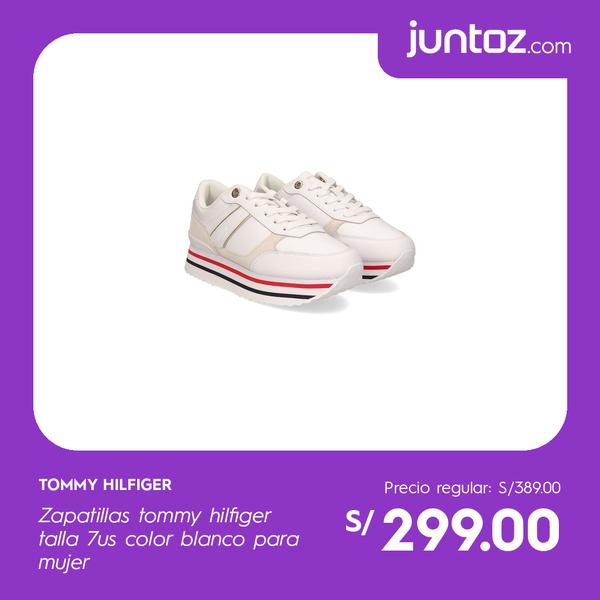 juntoz.com
TOMMY HILFIGER
Zapatillas tommy hilfiger
talla 7us color blanco para
mujer
Precio regular: S/389.00
S/ 299.00